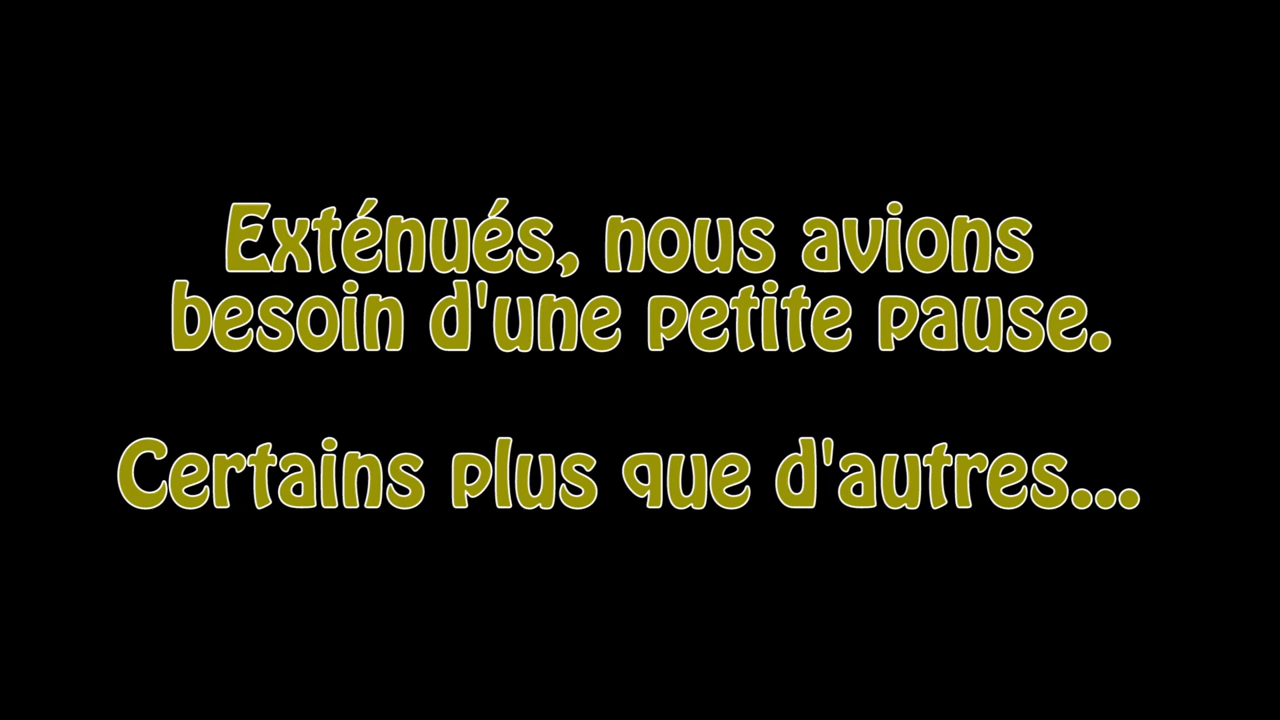 Exténués, nous avions
besoin d'une petite pause.
Certains plus que d'autres...